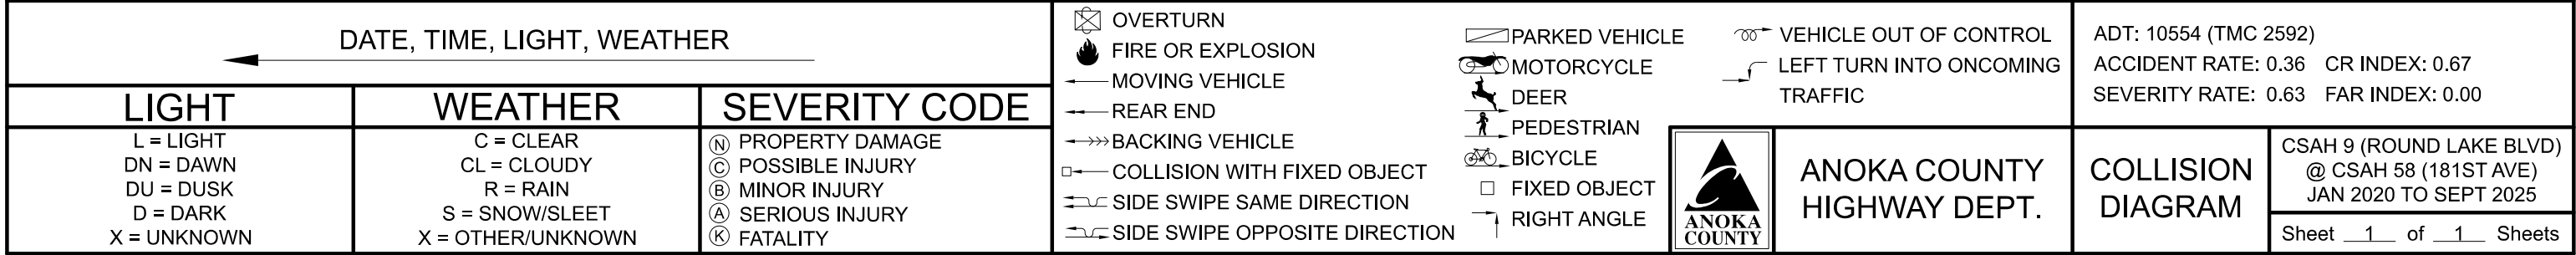 DATE, TIME, LIGHT, WEATHER
LIGHT
L = LIGHT
DN = DAWN
DU = DUSK
D = DARK
X = UNKNOWN
WEATHER
C = CLEAR
CL = CLOUDY
R = RAIN
S = SNOW/SLEET
X = OTHER/UNKNOWN
SEVERITY CODE
N PROPERTY DAMAGE
C POSSIBLE INJURY
B MINOR INJURY
A SERIOUS INJURY
K FATALITY
OVERTURN
FIRE OR EXPLOSION
MOVING VEHICLE
REAR END
BACKING VEHICLE
COLLISION WITH FIXED OBJECT
SIDE SWIPE SAME DIRECTION
SIDE SWIPE OPPOSITE DIRECTION
PARKED VEHICLE
MOTORCYCLE
DEER
PEDESTRIAN
BICYCLE
FIXED OBJECT
RIGHT ANGLE
VEHICLE OUT OF CONTROL
LEFT TURN INTO ONCOMING
TRAFFIC
ADT: 10554 (TMC 2592)
ACCIDENT RATE: 0.36 CR INDEX: 0.67
SEVERITY RATE: 0.63 FAR INDEX: 0.00
ANOKA
COUNTY
ANOKA COUNTY
HIGHWAY DEPT.
COLLISION
DIAGRAM
CSAH 9 (ROUND LAKE BLVD)
@ CSAH 58 (181ST AVE)
JAN 2020 TO SEPT 2025
Sheet 1 of 1 Sheets